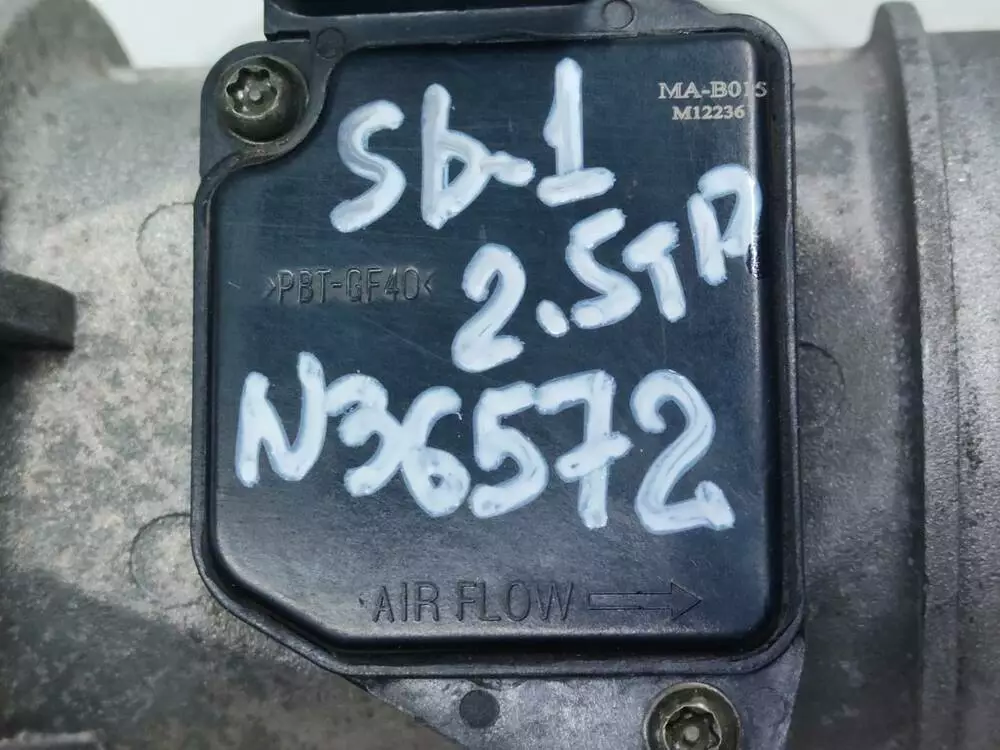 MA-B015
M12236
Sb-1
2.5TD
>PBT-GF40<
N36572
AIR FLOW